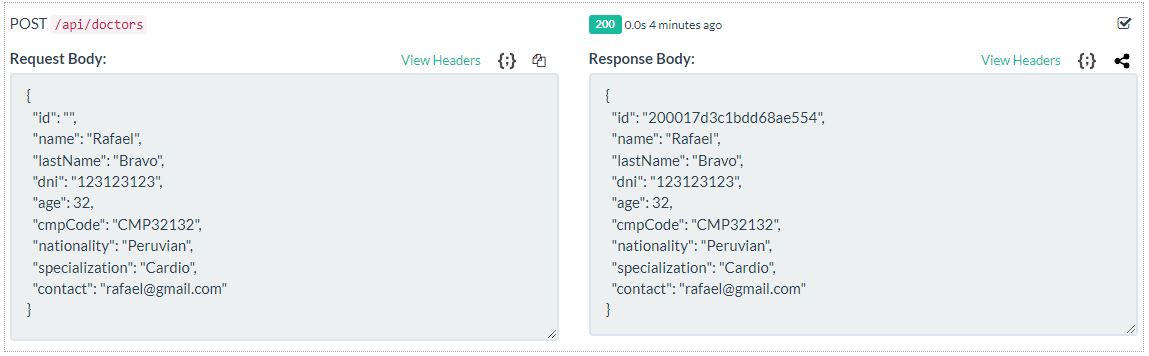 POST /api/doctors
200 0.0s 4 minutes ago
Request Body:
View Headers
{
"id": "",
"name": "Rafael",
"lastName": "Bravo",
"dni": "123123123",
"age": 32,
"cmpCode": "CMP32132",
"nationality": "Peruvian",
"specialization": "Cardio",
"contact": "rafael@gmail.com"
}
Response Body:
View Headers
{
"id": "200017d3c1bdd68ae554",
"name": "Rafael",
"lastName": "Bravo",
"dni": "123123123",
"age": 32,
"cmpCode": "CMP32132",
"nationality": "Peruvian",
"specialization": "Cardio",
"contact": "rafael@gmail.com"
}